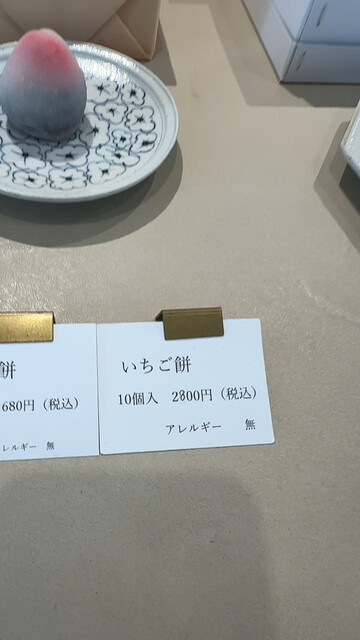 餅
680円(税込)
レルギー 無
いちご餅
10個入 2800円(税込)
アレルギー 無